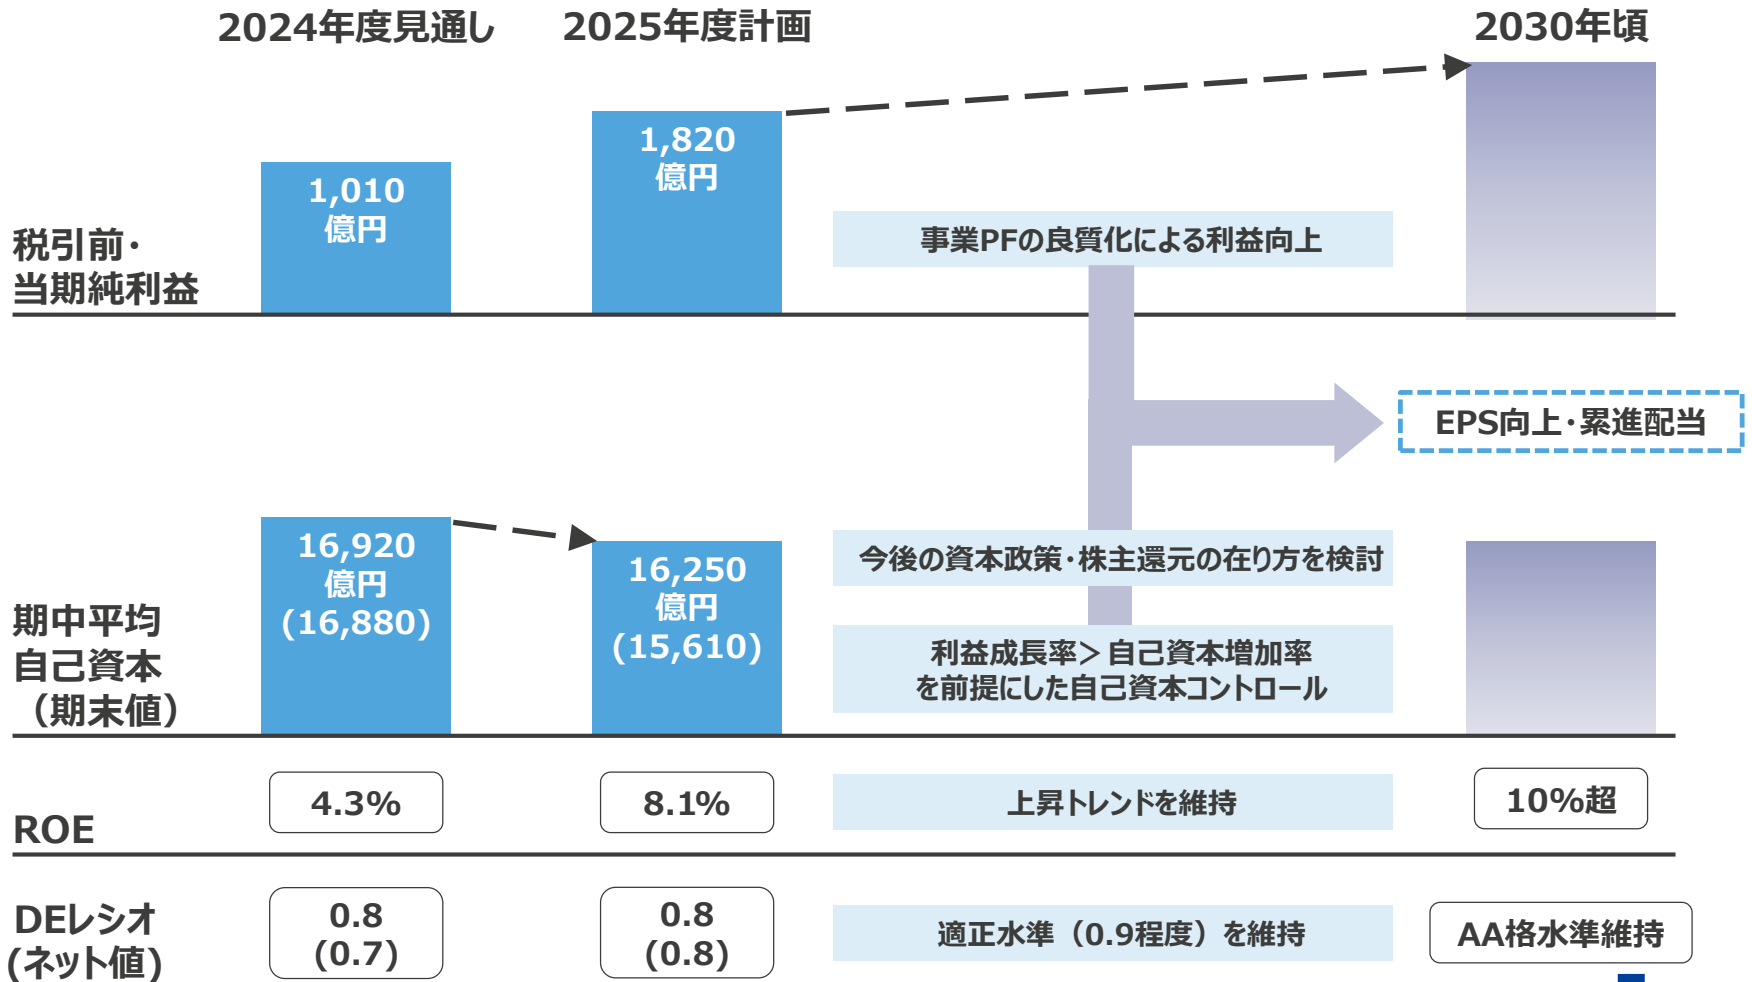 2024年度見通し
2025年度計画
2030年頃
税引前・
当期純利益
1,010
億円
1,820
億円
事業PFの良質化による利益向上
EPS向上・累進配当
期中平均
自己資本
（期末値）
16,920
億円
(16,880)
16,250
億円
(15,610)
今後の資本政策・株主還元の在り方を検討
利益成長率＞自己資本増加率
を前提にした自己資本コントロール
ROE
4.3%
8.1%
上昇トレンドを維持
10%超
DEレシオ
(ネット値)
0.8
(0.7)
0.8
(0.8)
適正水準（0.9程度）を維持
AA格水準維持